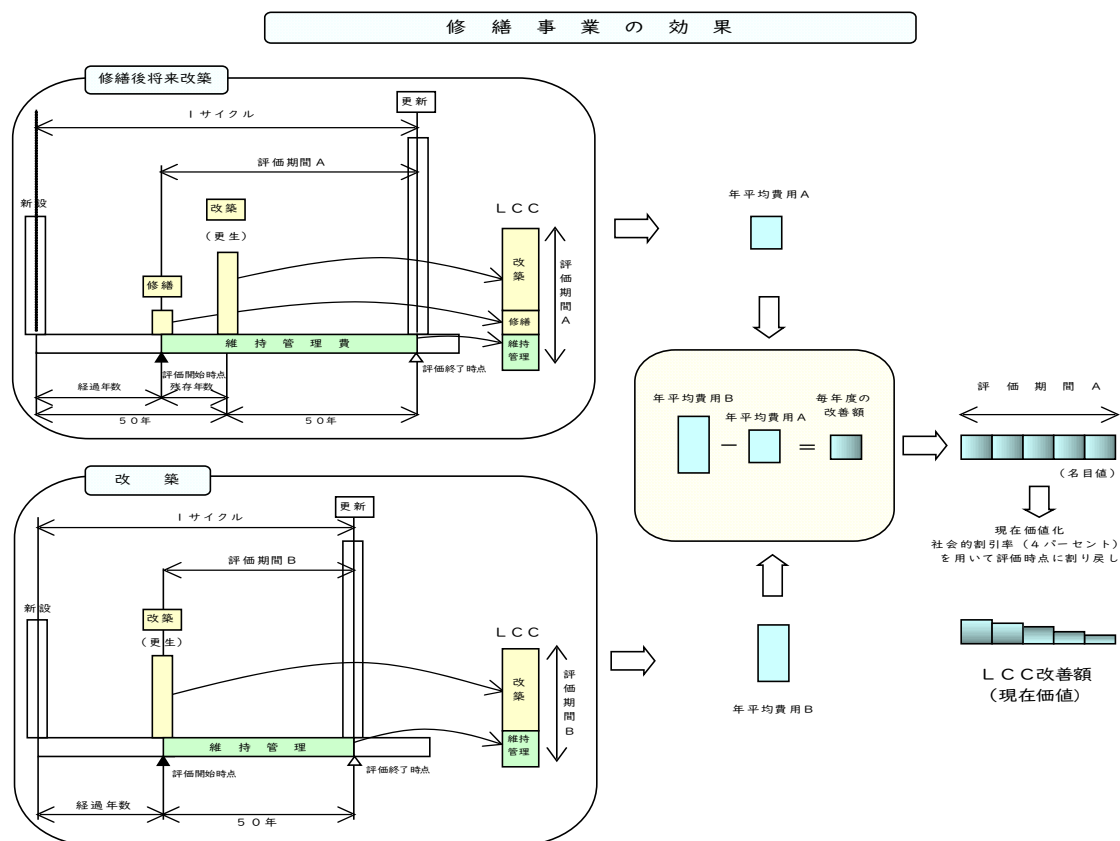 修繕事業の効果
修繕後将来改築
更新
1サイクル
評価期間A
新設
改築
(更生)
修繕
維持管理費
評価開始時点
評価終了時点
経過年数
残存年数
50年
50年
LCC
改築
修繕
維持
管理
評価期間A
年平均費用A
年平均費用B
年平均費用A
毎年度の
改善額
−
=
評価期間A
(名目値)
現在価値化
社会的割引率(4パーセント)
を用いて評価時点に割り戻し
LCC改善額
(現在価値)
改築
更新
1サイクル
評価期間B
新設
改築
(更生)
維持管理
評価開始時点
評価終了時点
経過年数
50年
LCC
改築
維持
管理
評価期間B
年平均費用B